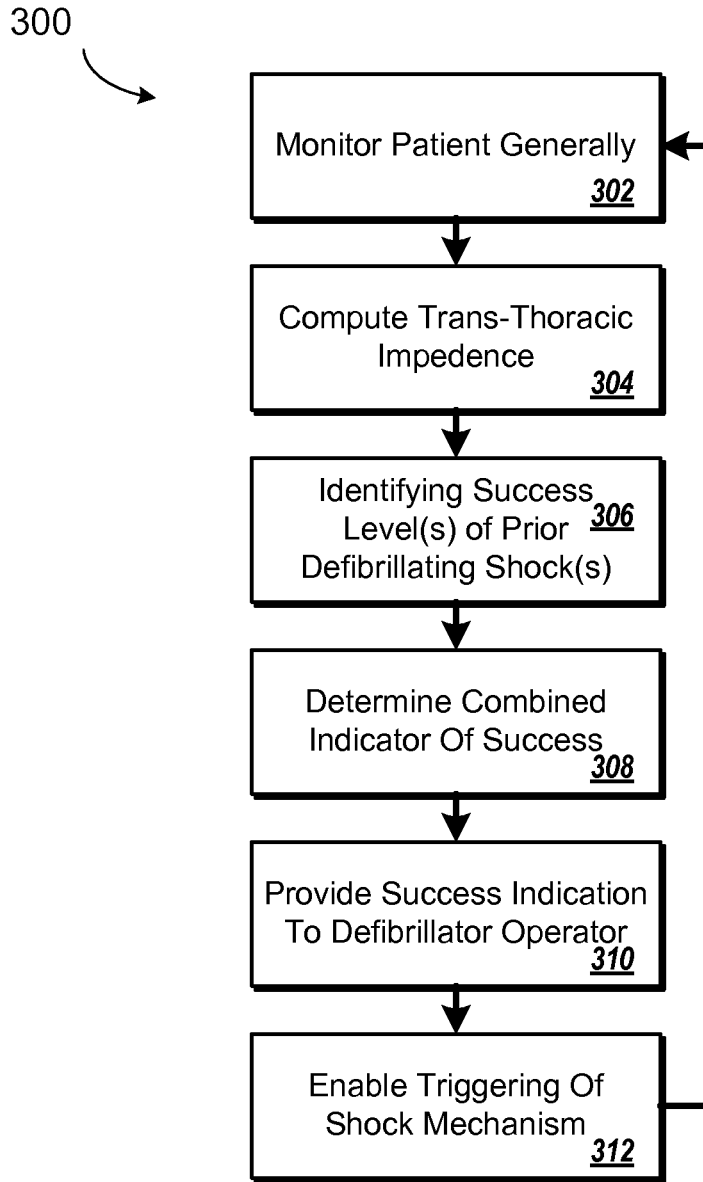 300
Monitor Patient Generally
302
Compute Trans-Thoracic
Impedence
304
Identifying Success
306
Level(s) of Prior
Defibrillating Shock(s)
Determine Combined
Indicator Of Success
308
Provide Success Indication
To Defibrillator Operator
310
Enable Triggering Of
Shock Mechanism
312